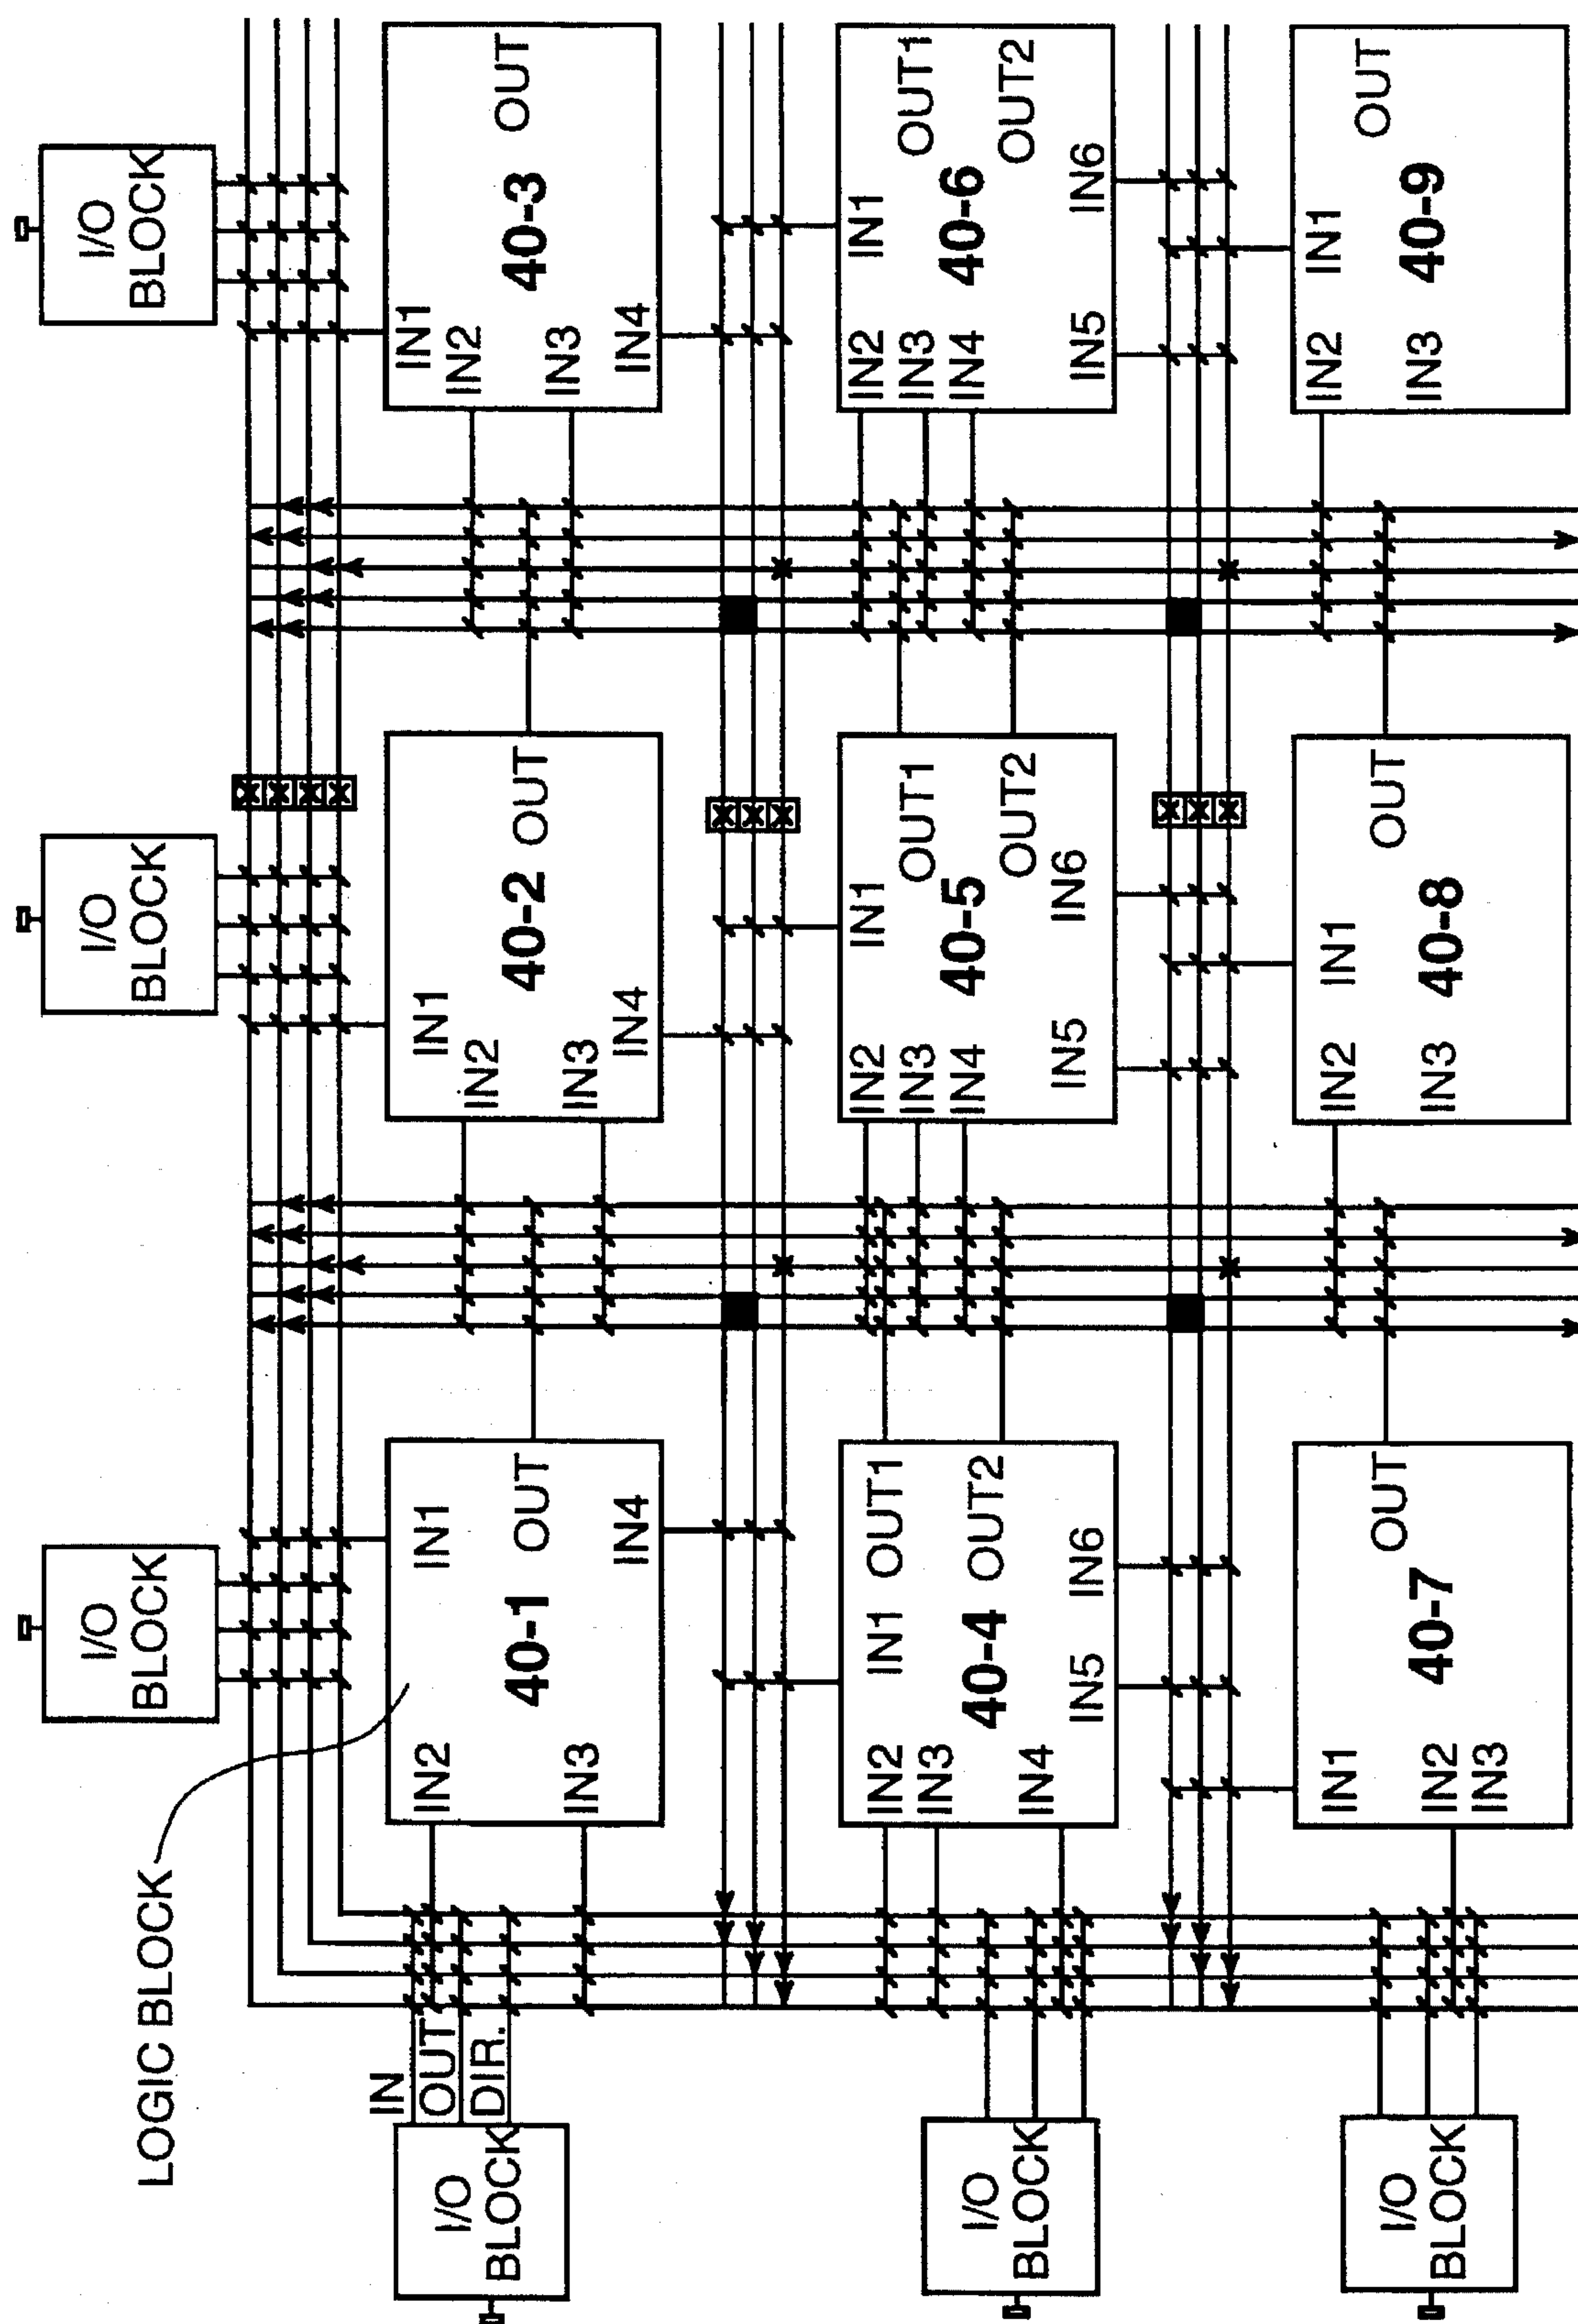 I/O
BLOCK
I/O
BLOCK
I/O
BLOCK
LOGIC BLOCK
I/O
BLOCK
IN
OUT
DIR.
IN1
IN2
40-1 OUT
IN3
IN4
IN1
IN2
40-2 OUT
IN3
IN4
IN1
IN2
40-3 OUT
IN3
IN4
I/O
BLOCK
IN2 IN1 OUT1
IN3
40-4 OUT2
IN4
IN5 IN6
IN2 IN1
IN3 OUT1
IN4 40-5
OUT2
IN5 IN6
IN2 IN1
IN3 OUT1
IN4 40-6
OUT2
IN5 IN6
I/O
BLOCK
IN1
OUT
IN2 40-7
IN3
IN2 IN1
OUT
IN3 40-8
IN2 IN1
OUT
IN3 40-9